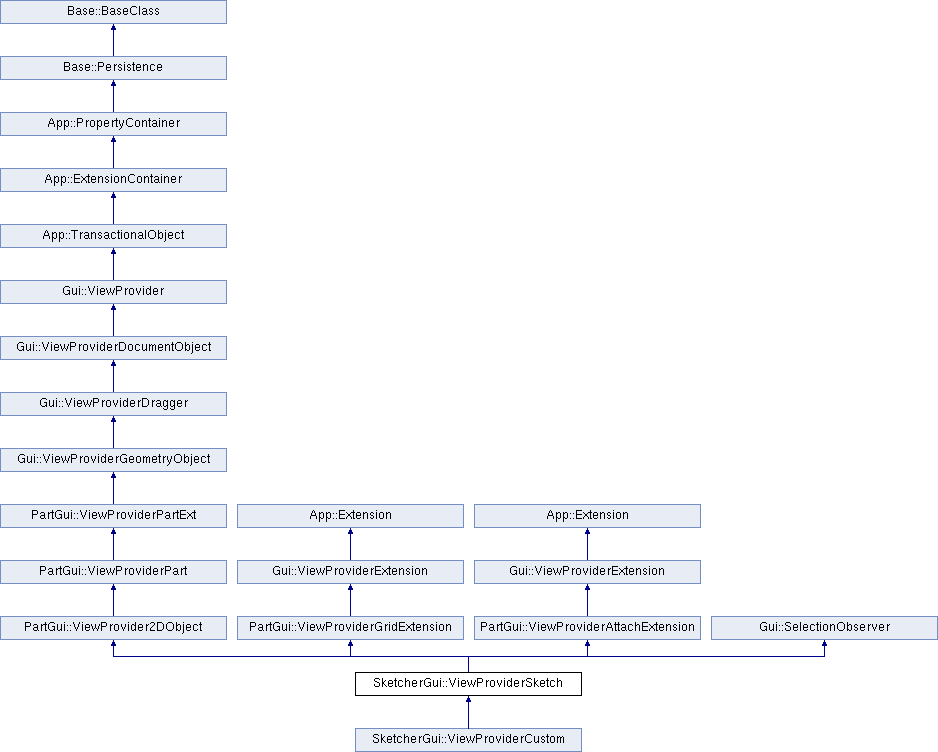 Base::BaseClass
Base::Persistence
App::PropertyContainer
App::ExtensionContainer
App::TransactionalObject
Gui::ViewProvider
Gui::ViewProviderDocumentObject
Gui::ViewProviderDragger
Gui::ViewProviderGeometryObject
PartGui::ViewProviderPartExt App::Extension App::Extension
PartGui::ViewProviderPart Gui::ViewProviderExtension Gui::ViewProviderExtension
PartGui::ViewProvider2DObject PartGui::ViewProviderGridExtension PartGui::ViewProviderAttachExtension Gui::SelectionObserver
SketcherGui::ViewProviderSketch
SketcherGui::ViewProviderCustom